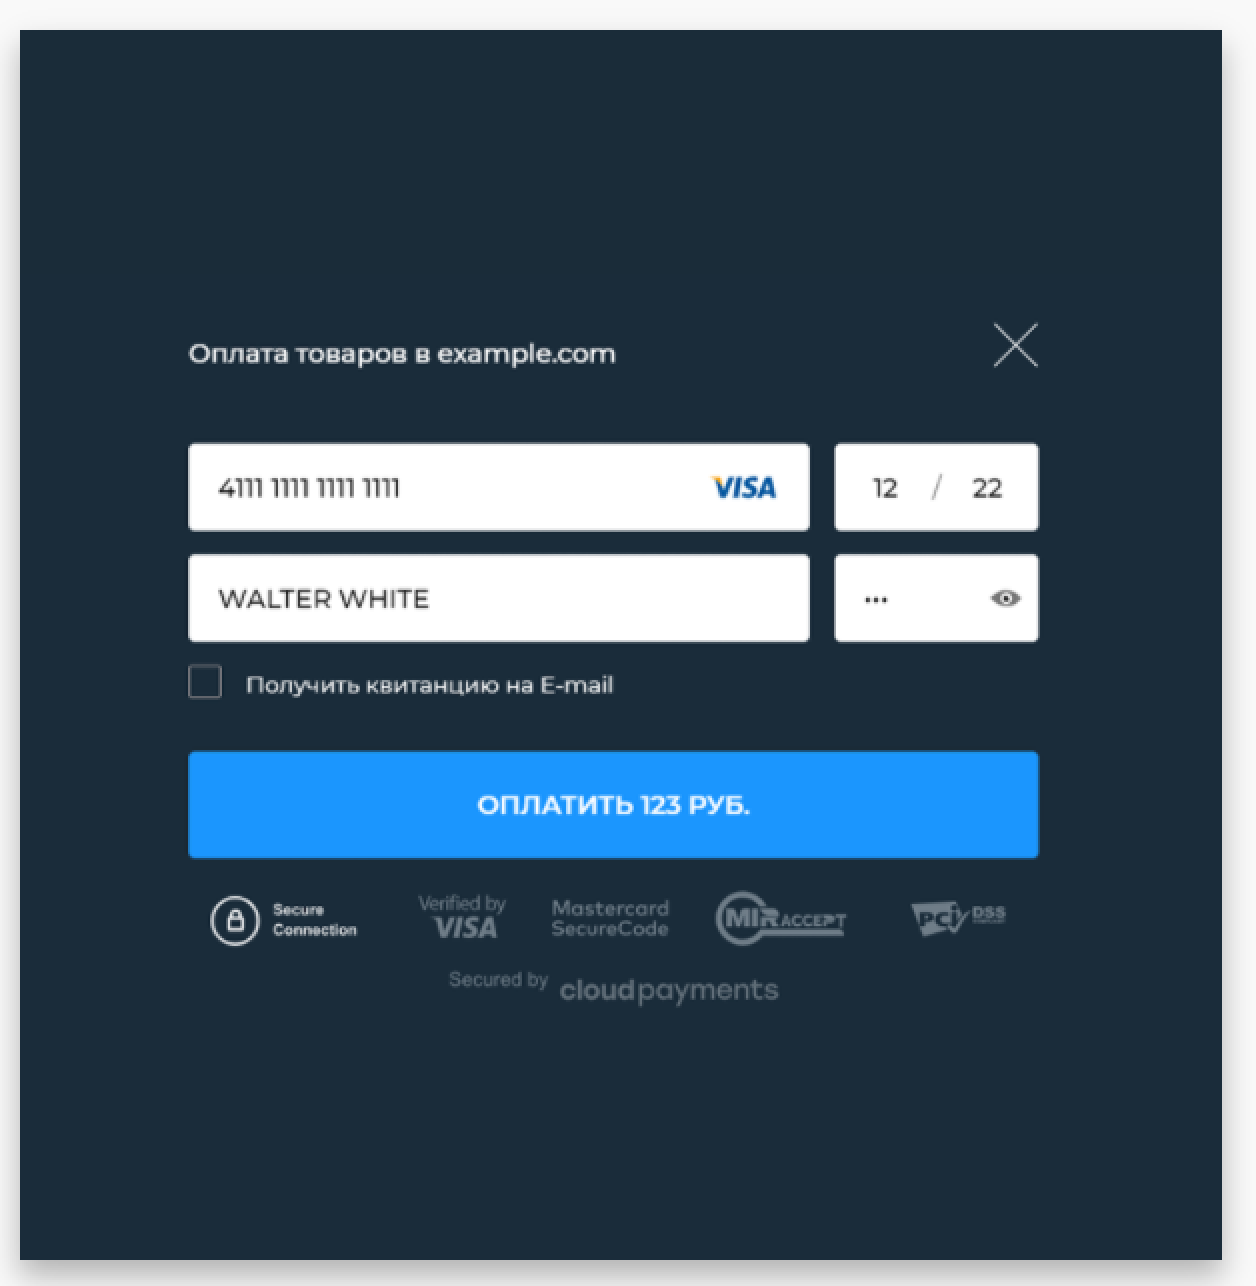 Оплата товаров в example.com
4111 1111 1111 1111 VISA 12 / 22
WALTER WHITE •••
Получить квитанцию на E-mail
ОПЛАТИТЬ 123 РУБ.
Secure
Connection
Verified by
VISA
Mastercard
SecureCode
MIR ACCEPT
PCI DSS
Secured by cloudpayments